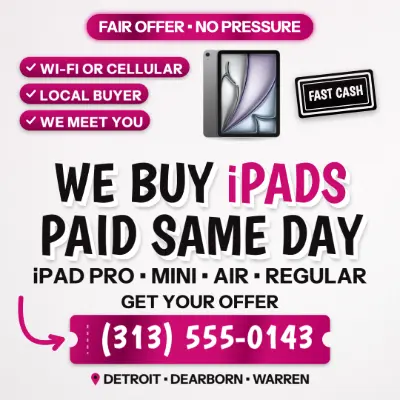 FAIR OFFER • NO PRESSURE
WI-FI OR CELLULAR
LOCAL BUYER
WE MEET YOU
FAST CASH
WE BUY iPADS
PAID SAME DAY
iPAD PRO • MINI • AIR • REGULAR
GET YOUR OFFER
(313) 555-0143
DETROIT • DEARBORN • WARREN